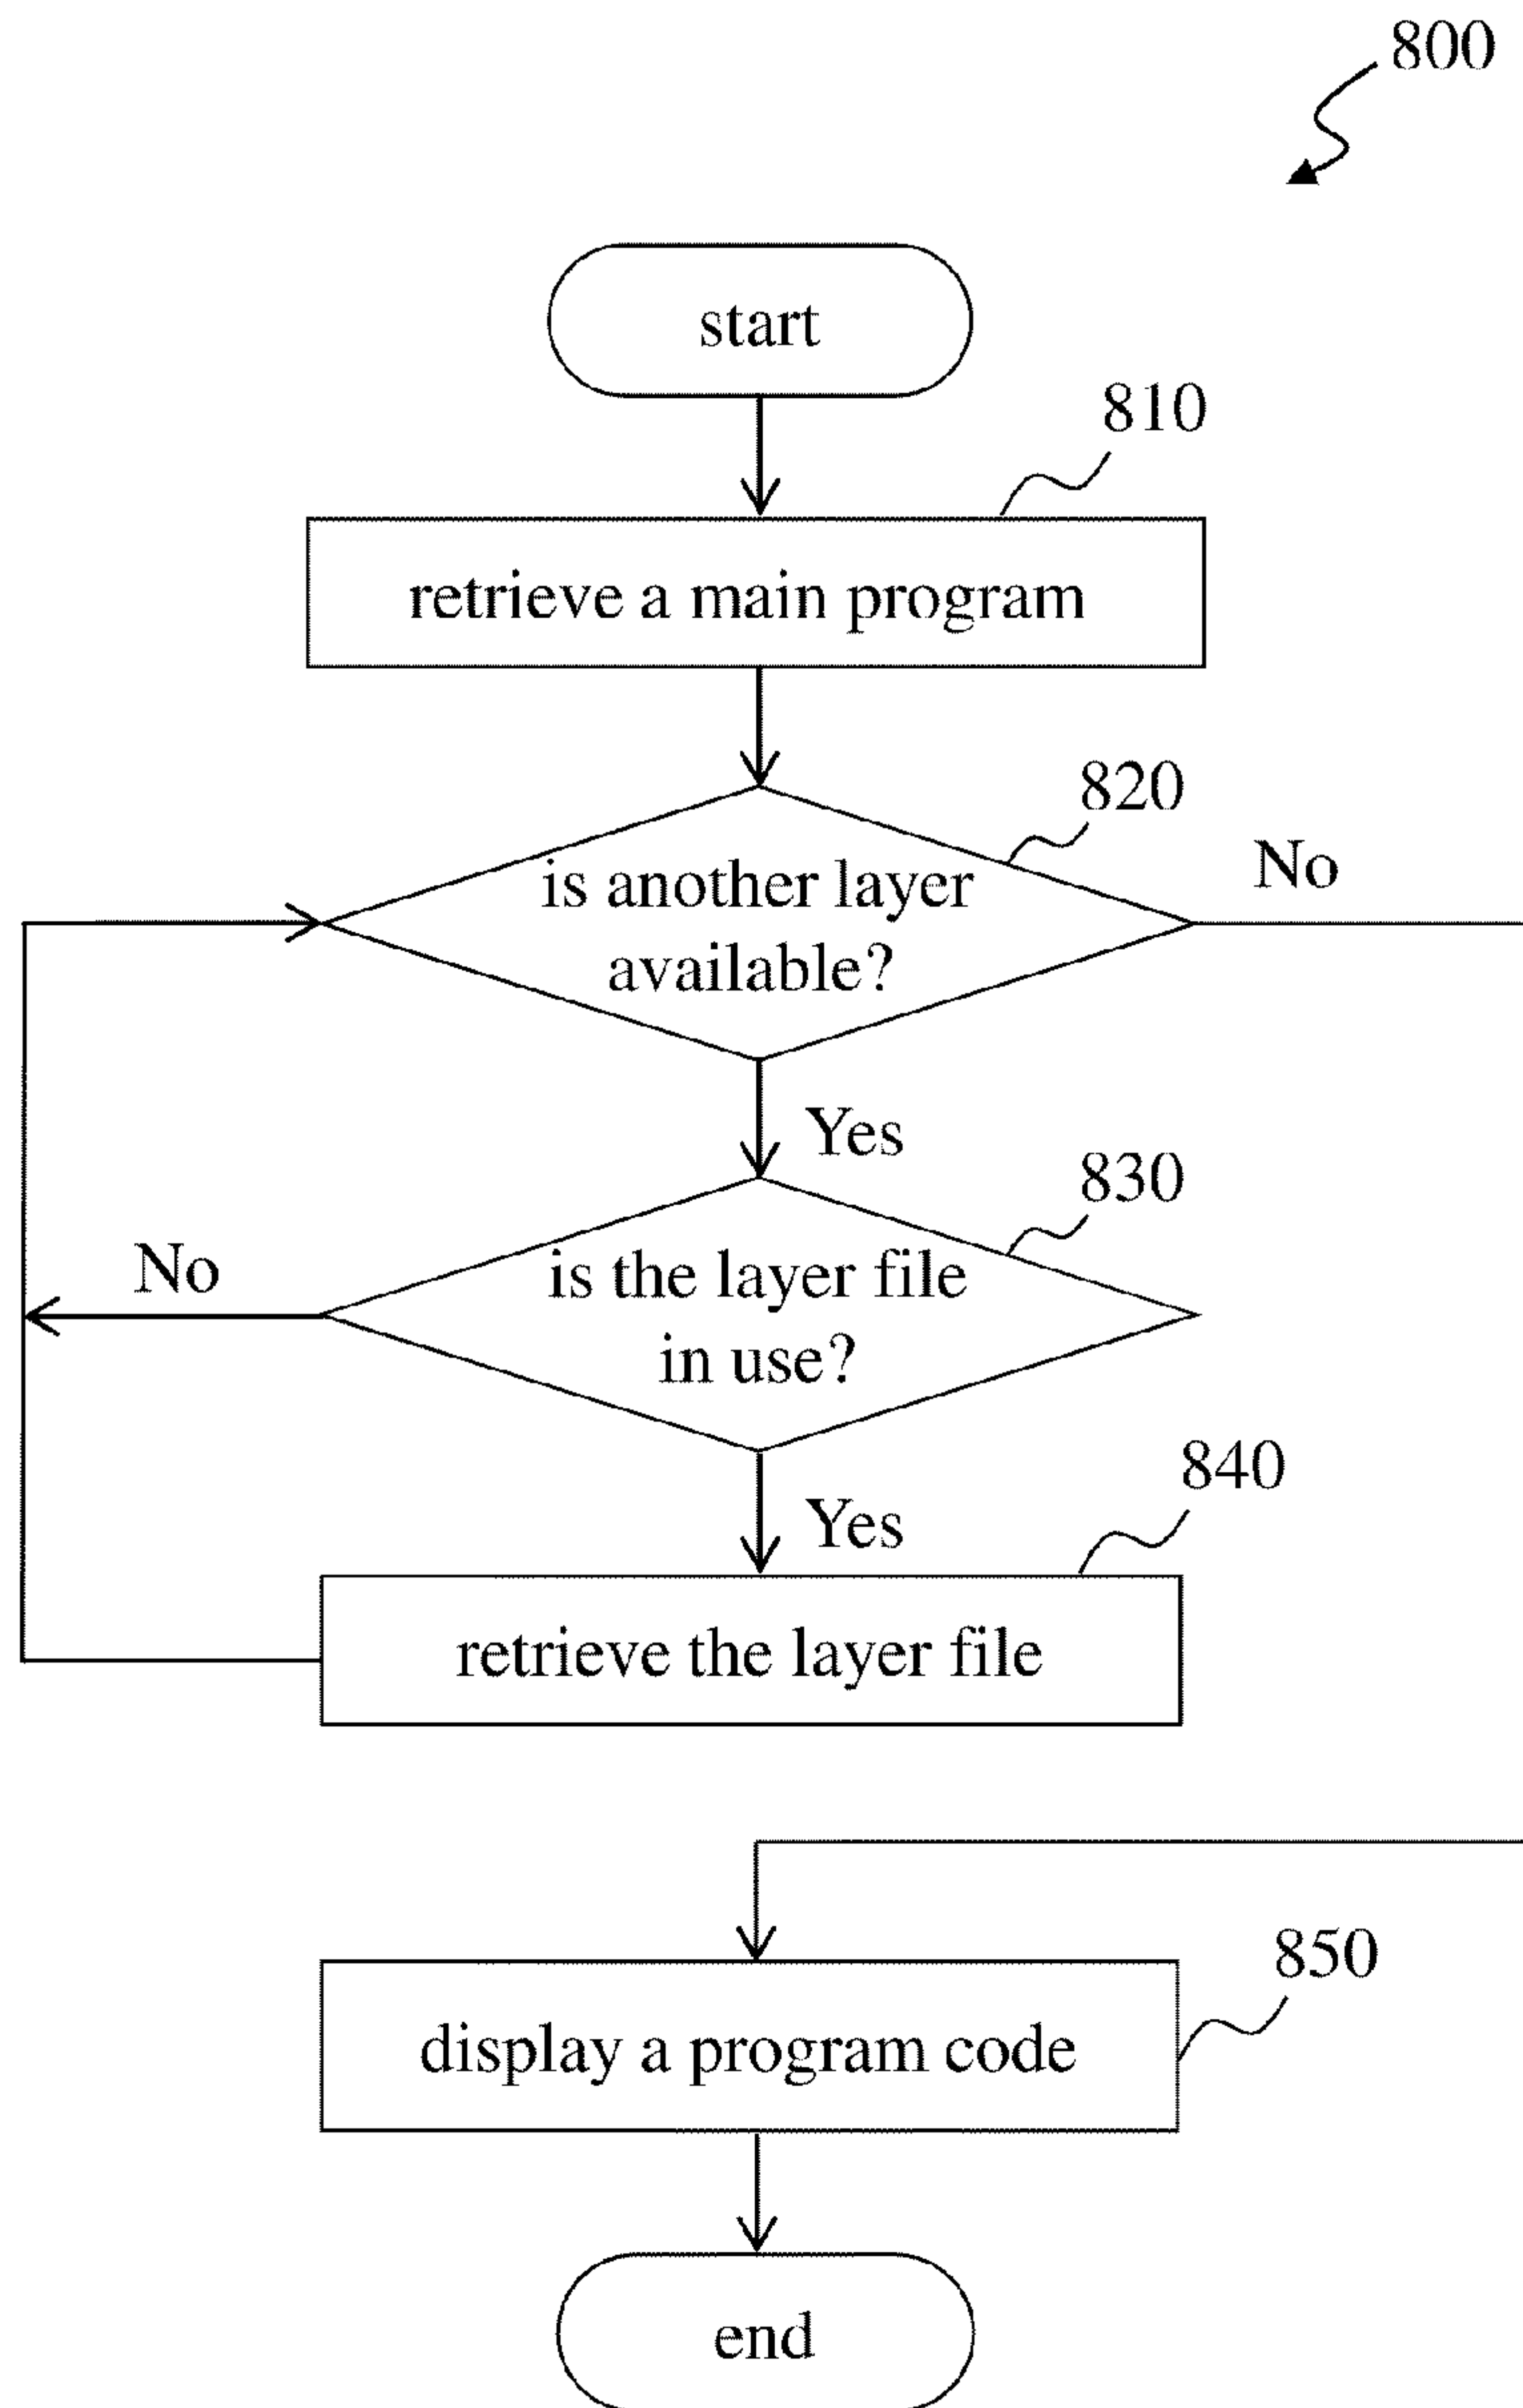 800
start
810
retrieve a main program
820
No
is another layer
available?
Yes
830
No
is the layer file
in use?
840
Yes
retrieve the layer file
850
display a program code
end